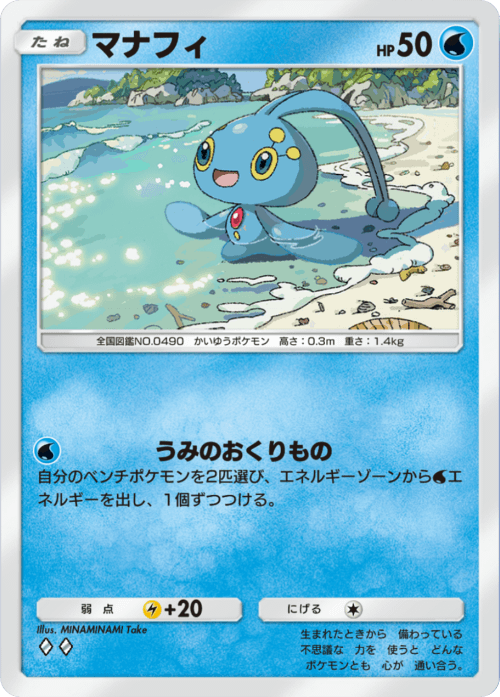 たね マナフィ HP50
全国図鑑NO.0490 かいゆうポケモン 高さ：0.3m 重さ：1.4kg
うみのおくりもの
自分のベンチポケモンを2匹選び、エネルギーゾーンからエ
ネルギーを出し、1個ずつつける。
弱点 +20 にげる
Illus. MINAMINAMI Take
生まれたときから 備わっている
不思議な 力を 使うと どんな
ポケモンとも 心が 通い合う。